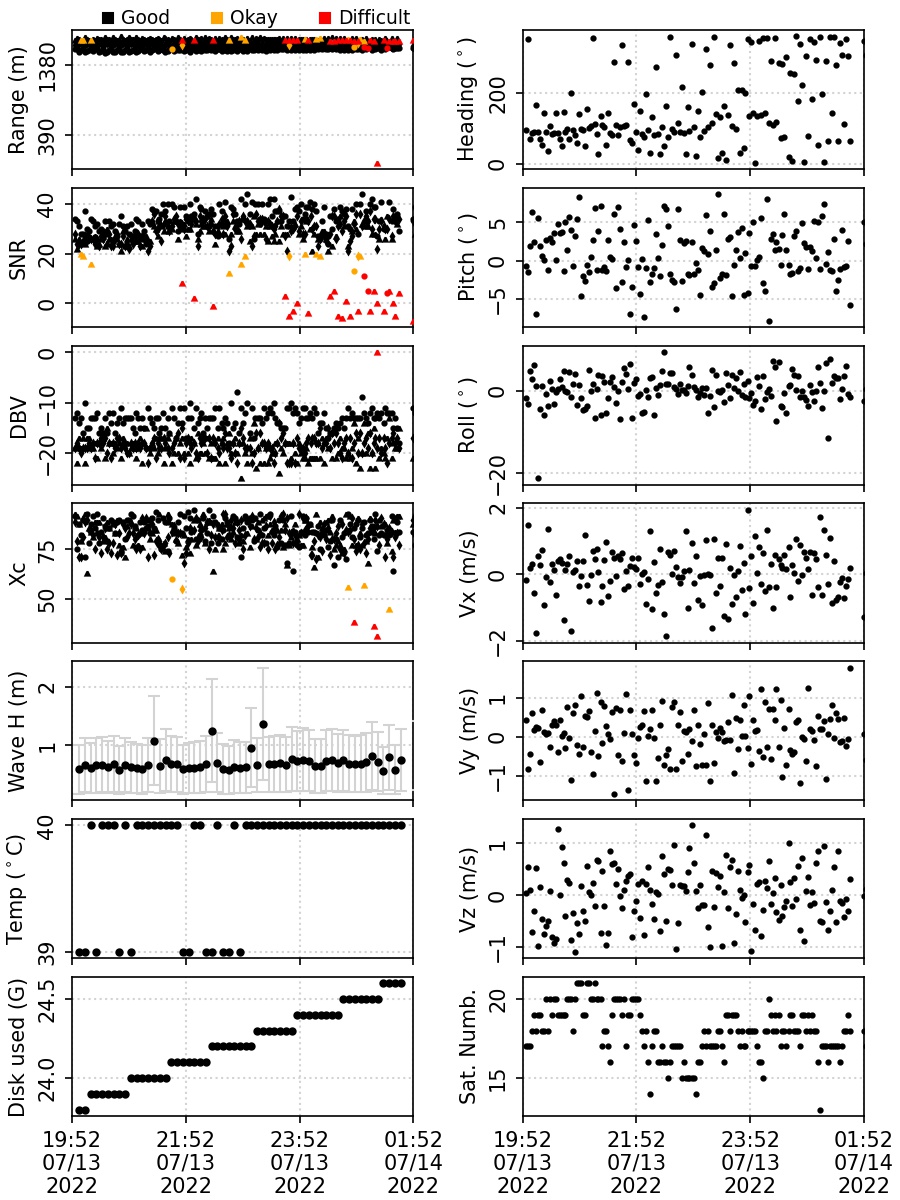 Good Okay Difficult
Range (m)
1380
390
Heading (°)
200
0
SNR
40
20
0
Pitch (°)
5
0
−5
DBV
0
−10
−20
Roll (°)
0
−20
Xc
75
50
Vx (m/s)
2
0
−2
Wave H (m)
2
1
Vy (m/s)
1
0
−1
Temp (°C)
40
39
Vz (m/s)
1
0
−1
Disk used (G)
24.5
24.0
Sat. Numb.
20
15
19:52 21:52 23:52 01:52 19:52 21:52 23:52 01:52
07/13 07/13 07/13 07/14 07/13 07/13 07/13 07/14
2022 2022 2022 2022 2022 2022 2022 2022